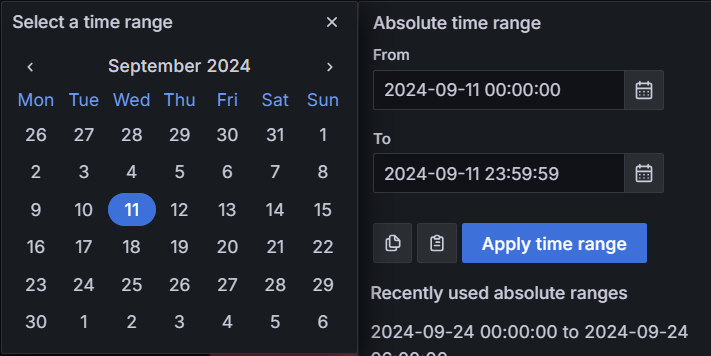 Select a time range
September 2024
Mon Tue Wed Thu Fri Sat Sun
26 27 28 29 30 31 1
2 3 4 5 6 7 8
9 10 11 12 13 14 15
16 17 18 19 20 21 22
23 24 25 26 27 28 29
30 1 2 3 4 5 6
Absolute time range
From
2024-09-11 00:00:00
To
2024-09-11 23:59:59
Apply time range
Recently used absolute ranges
2024-09-24 00:00:00 to 2024-09-24